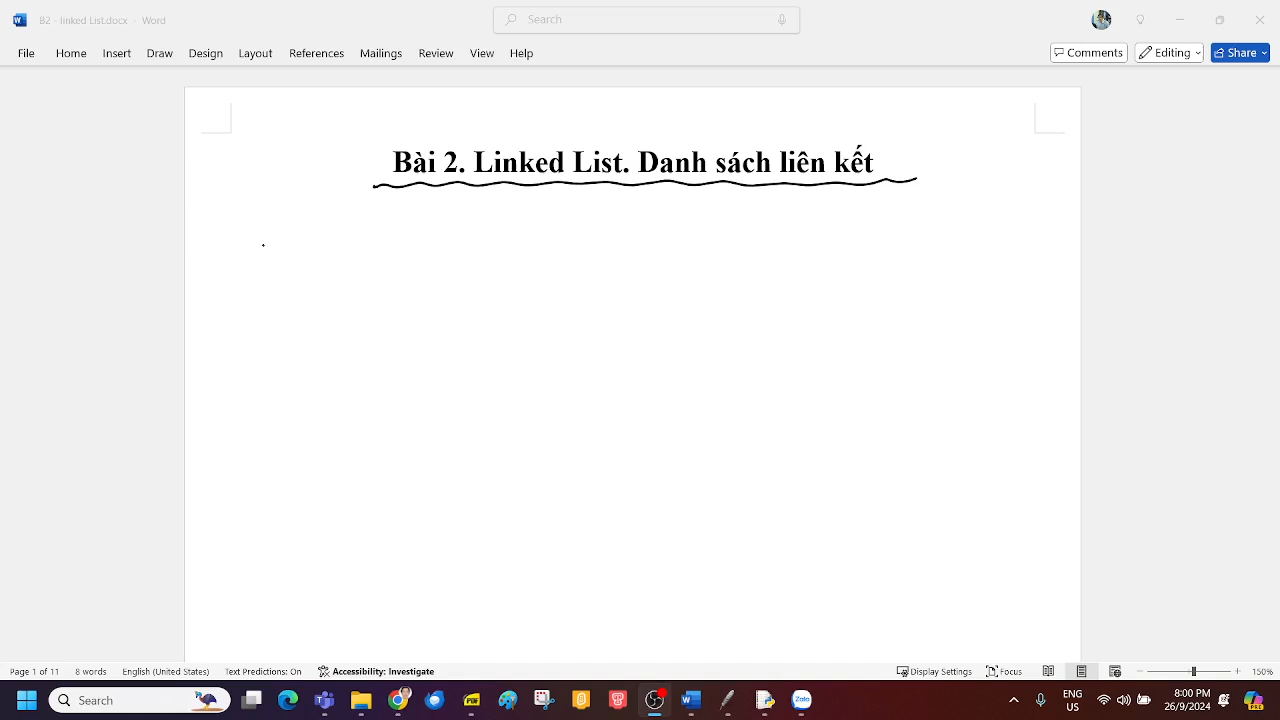 B2 - linked List.docx - Word
Search
File Home Insert Draw Design Layout References Mailings Review View Help
Comments Editing Share
Bài 2. Linked List. Danh sách liên kết
Page 1 of 11 8 words English (United States) Text Predictions: On Accessibility: Investigate Display Settings Focus 150%
Search
ENG
US
8:00 PM
26/9/2024